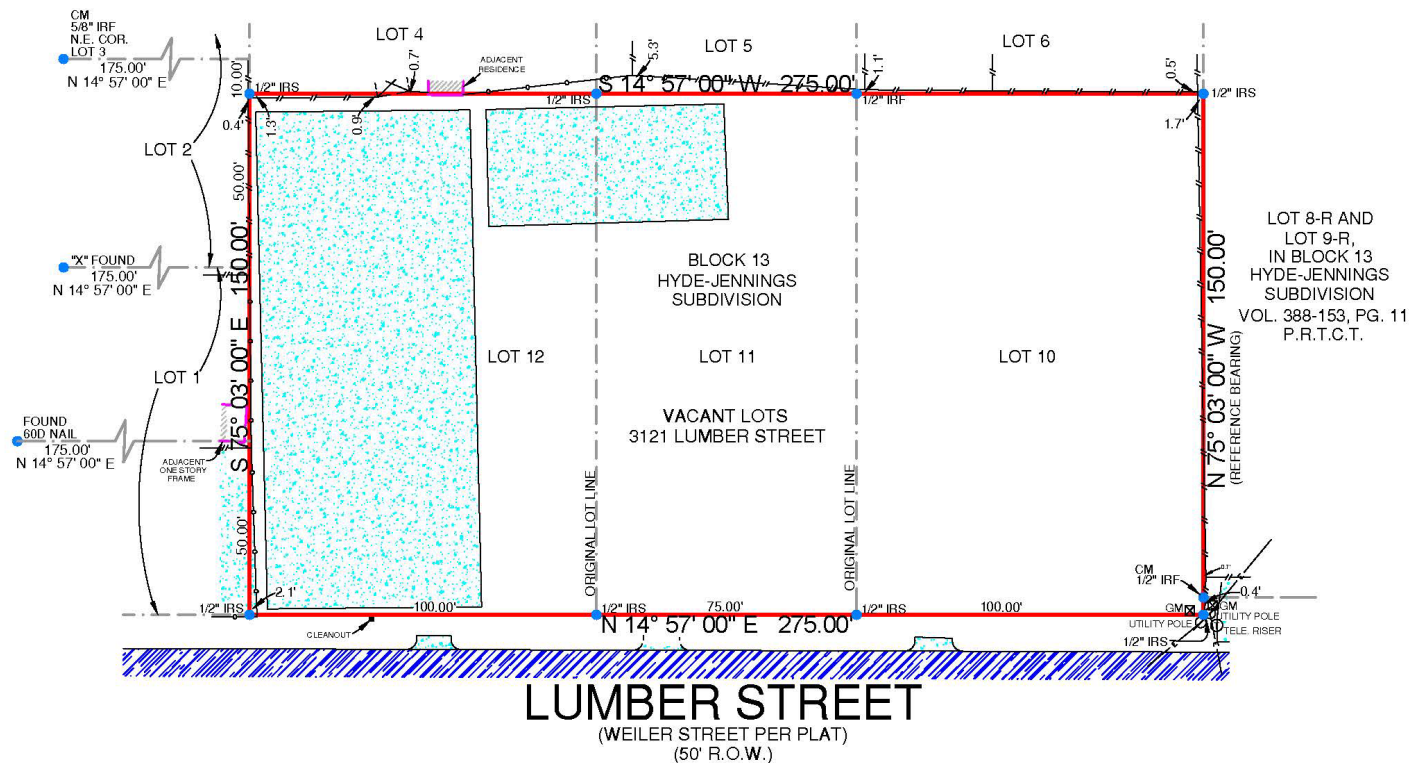 CM
5/8" IRF
N.E. COR.
LOT 3
175.00'
N 14° 57' 00" E
LOT 4
LOT 5
LOT 6
0.7'
ADJACENT
RESIDENCE
5.3'
1.1'
0.5'
10.00'
1/2" IRS
S 14° 57' 00" W 275.00'
1/2" IRS
1/2" IRF
1/2" IRS
0.4'
1.3'
0.9'
1.7'
LOT 2
50.00'
"X" FOUND
175.00'
N 14° 57' 00" E
S 75° 03' 00" E 150.00'
BLOCK 13
HYDE-JENNINGS
SUBDIVISION
LOT 12
LOT 11
LOT 10
N 75° 03' 00" W 150.00'
(REFERENCE BEARING)
LOT 8-R AND
LOT 9-R,
IN BLOCK 13
HYDE-JENNINGS
SUBDIVISION
VOL. 388-153, PG. 11
P.R.T.C.T.
LOT 1
VACANT LOTS
3121 LUMBER STREET
FOUND
60D NAIL
175.00'
N 14° 57' 00" E
ADJACENT
ONE STORY
FRAME
50.00'
ORIGINAL LOT LINE
ORIGINAL LOT LINE
CM
1/2" IRF
0.4'
2.1'
1/2" IRS
100.00'
1/2" IRS
75.00'
1/2" IRS
100.00'
GM
GM
UTILITY POLE
UTILITY POLE
TELE. RISER
1/2" IRS
CLEANOUT
N 14° 57' 00" E 275.00'
LUMBER STREET
(WEILER STREET PER PLAT)
(50' R.O.W.)